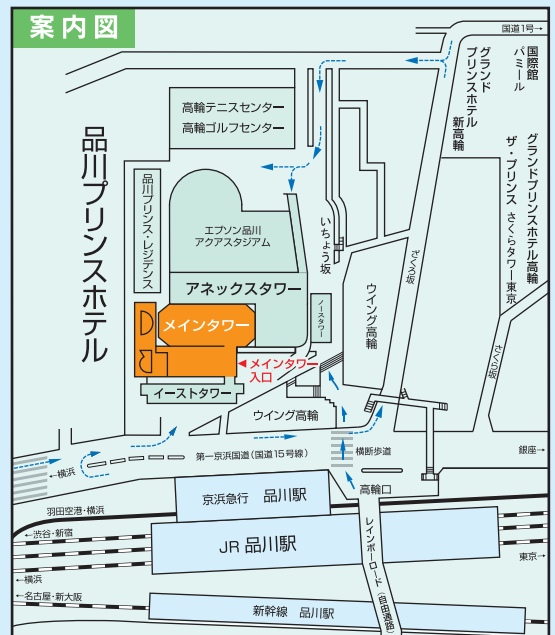 案内図
国道1号→
国際館
パミール
グランド
プリンスホテル
新高輪
グランドプリンスホテル高輪
ザ・プリンス さくらタワー東京
高輪テニスセンター
高輪ゴルフセンター
品川プリンスホテル
品川プリンス・レジデンス
エプソン品川
アクアスタジアム
いちょう坂
ざくろ坂
アネックスタワー
ウイング高輪
ノースタワー
メインタワー
メインタワー
入口
さくら坂
イーストタワー
ウイング高輪
第一京浜国道(国道15号線)
横断歩道
銀座→
←横浜
高輪口
羽田空港・横浜
京浜急行 品川駅
←渋谷・新宿
JR 品川駅
レインボーロード(自由通路)
東京→
←横浜
←名古屋・新大阪
新幹線 品川駅